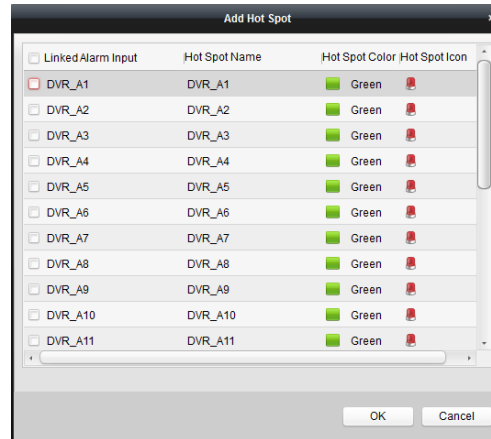 Add Hot Spot
Linked Alarm Input Hot Spot Name Hot Spot Color Hot Spot Icon
DVR_A1 DVR_A1 Green
DVR_A2 DVR_A2 Green
DVR_A3 DVR_A3 Green
DVR_A4 DVR_A4 Green
DVR_A5 DVR_A5 Green
DVR_A6 DVR_A6 Green
DVR_A7 DVR_A7 Green
DVR_A8 DVR_A8 Green
DVR_A9 DVR_A9 Green
DVR_A10 DVR_A10 Green
DVR_A11 DVR_A11 Green
OK Cancel